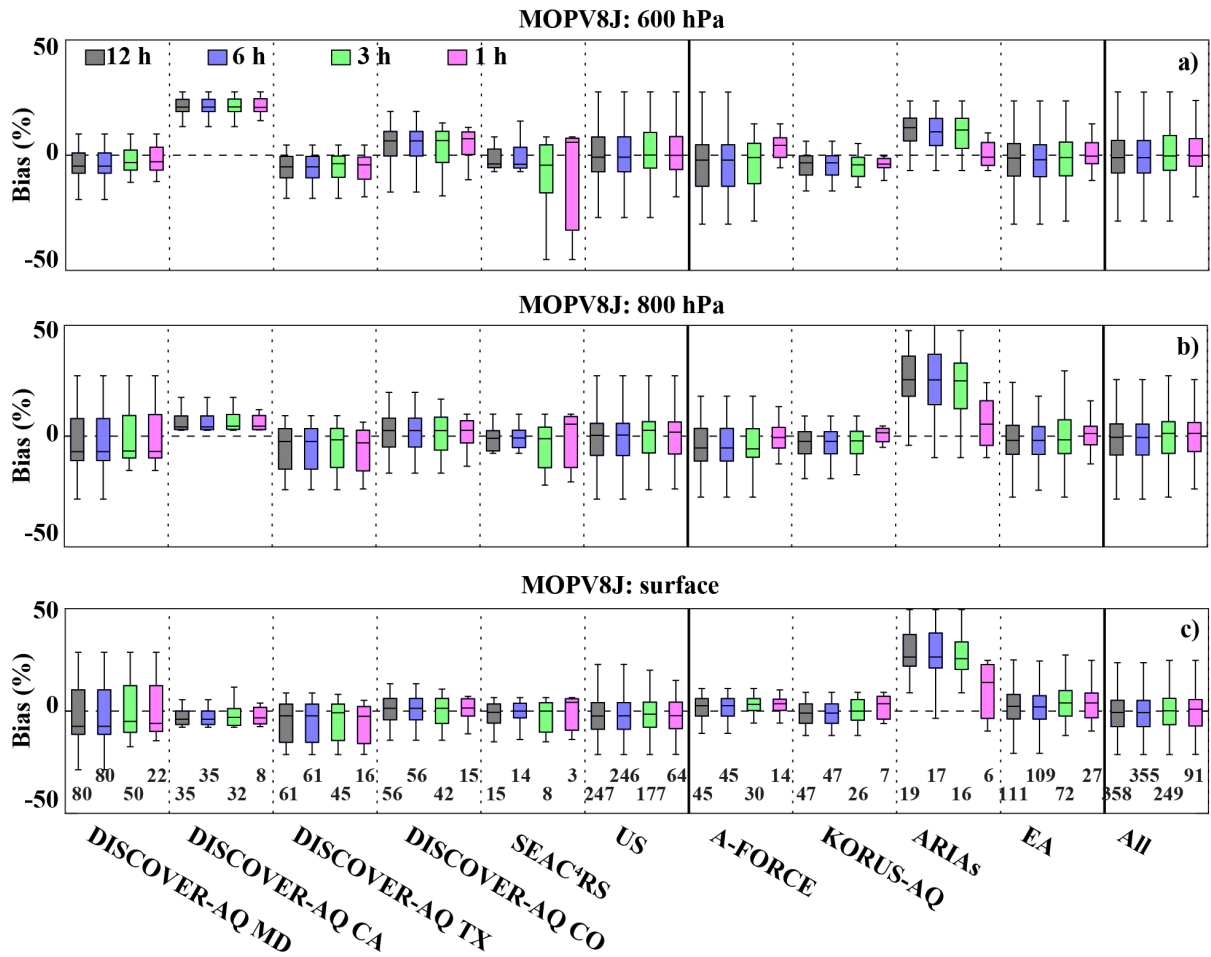 MOPV8J: 600 hPa
50
12 h 6 h 3 h 1 h
a)
Bias (%)
0
-50
MOPV8J: 800 hPa
50
b)
Bias (%)
0
-50
MOPV8J: surface
50
c)
Bias (%)
0
-50
80 22 35 8 61 16 56 15 14 3 246 64 45 14 47 7 17 6 109 27 355 91
80 50 35 32 61 45 56 42 15 8 247 177 45 30 47 26 19 16 111 72 358 249
DISCOVER-AQ MD
DISCOVER-AQ CA
DISCOVER-AQ TX
DISCOVER-AQ CO
SEAC⁴RS
US
A-FORCE
KORUS-AQ
ARIAs
EA
All